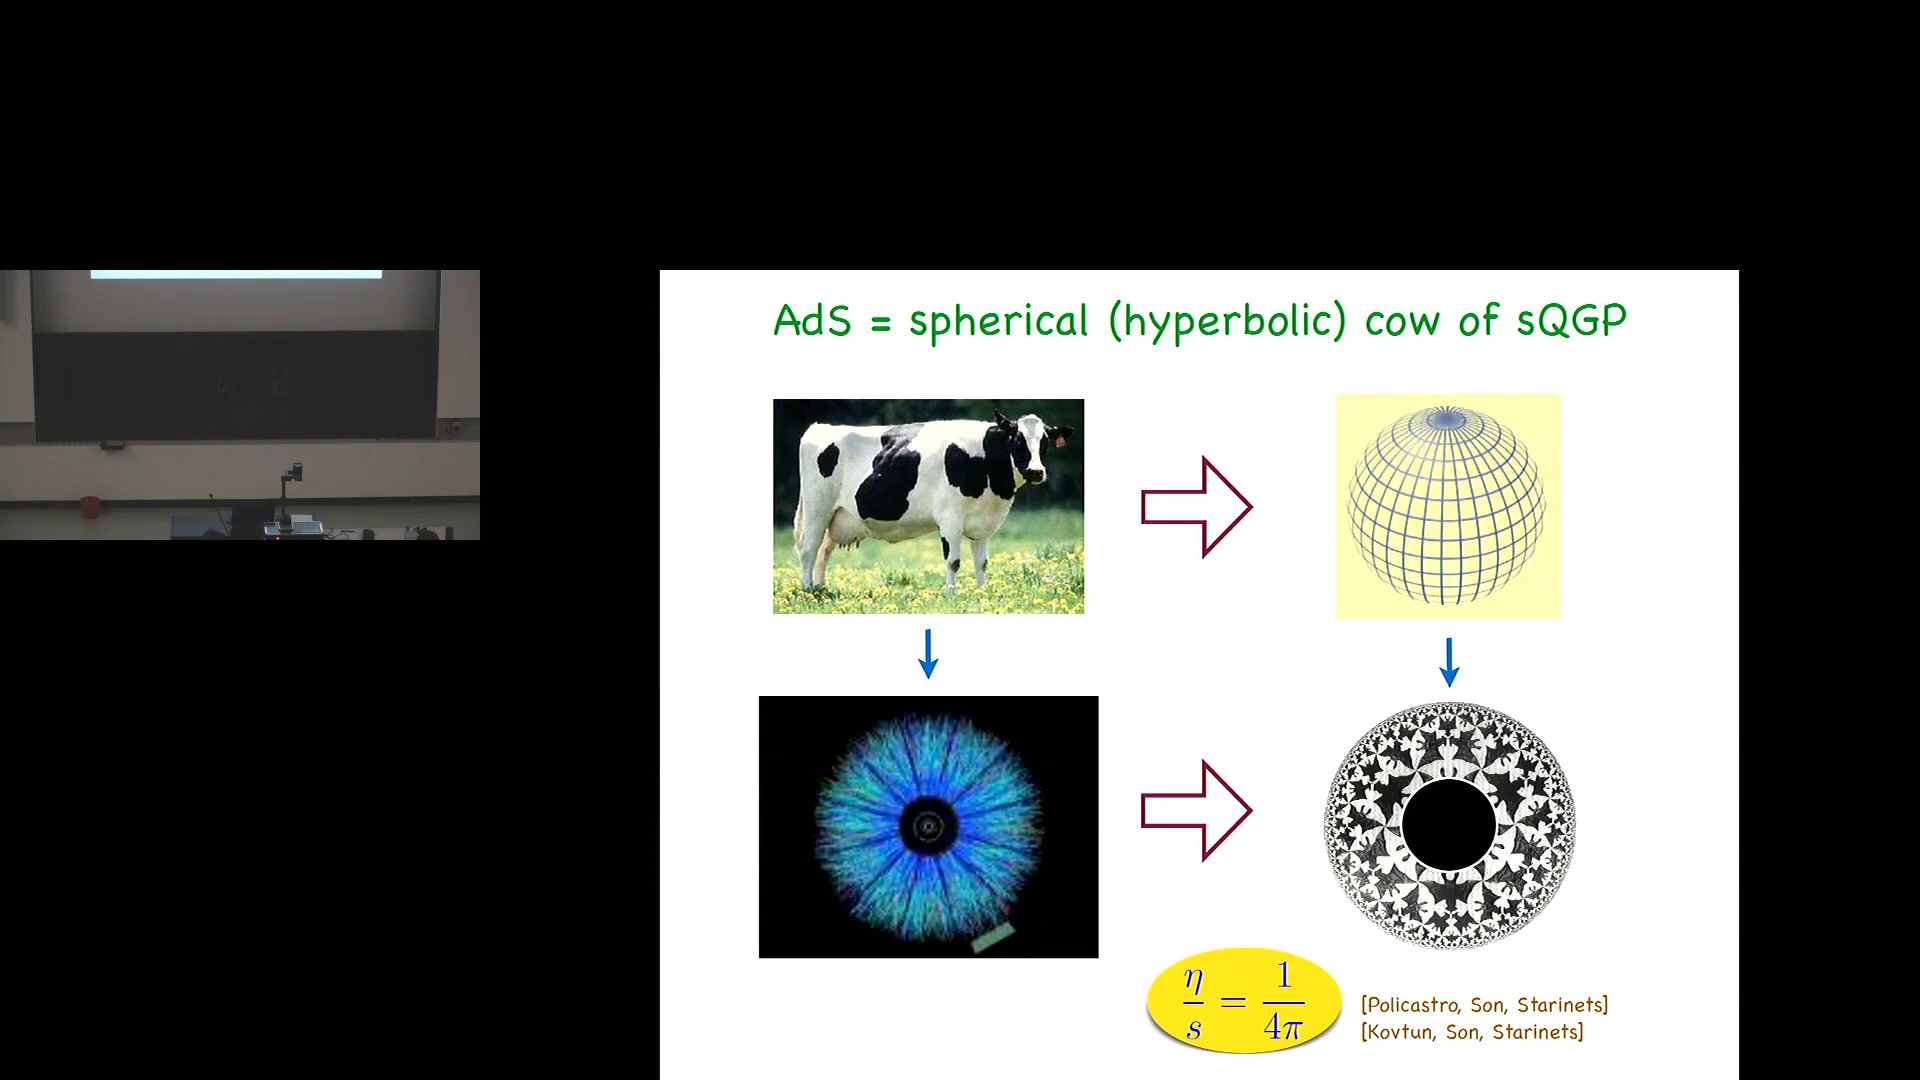 AdS = spherical (hyperbolic) cow of sQGP
η/s = 1/4π
[Policastro, Son, Starinets]
[Kovtun, Son, Starinets]